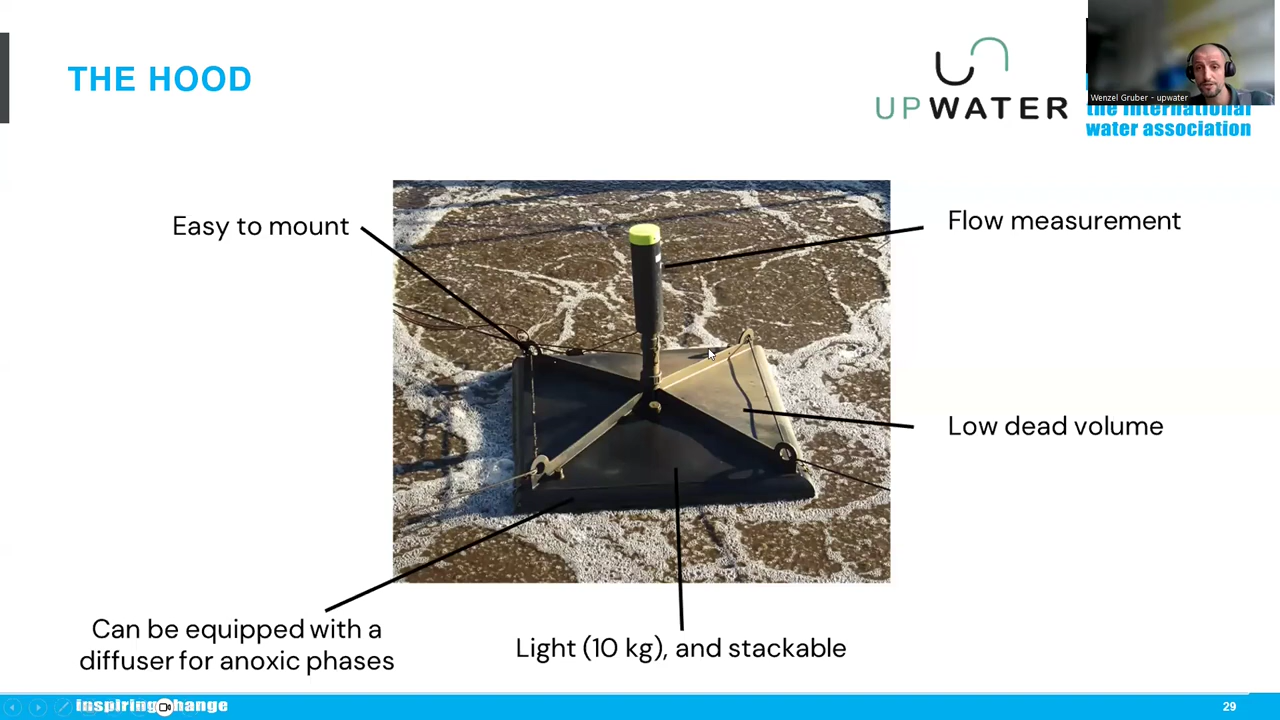 THE HOOD
UPWATER
Wenzel Gruber - upwater
the international
water association
Easy to mount
Flow measurement
Low dead volume
Can be equipped with a
diffuser for anoxic phases
Light (10 kg), and stackable
inspiring change
29